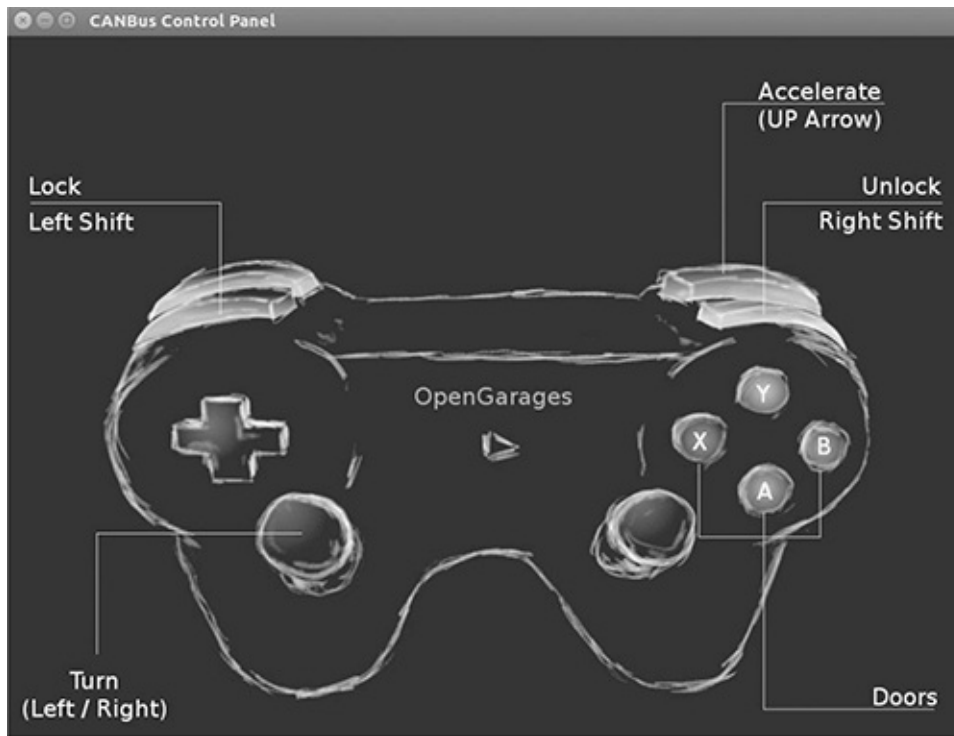 CANBus Control Panel
Accelerate
(UP Arrow)
Lock
Left Shift
Unlock
Right Shift
OpenGarages
Y
X
B
A
Turn
(Left / Right)
Doors